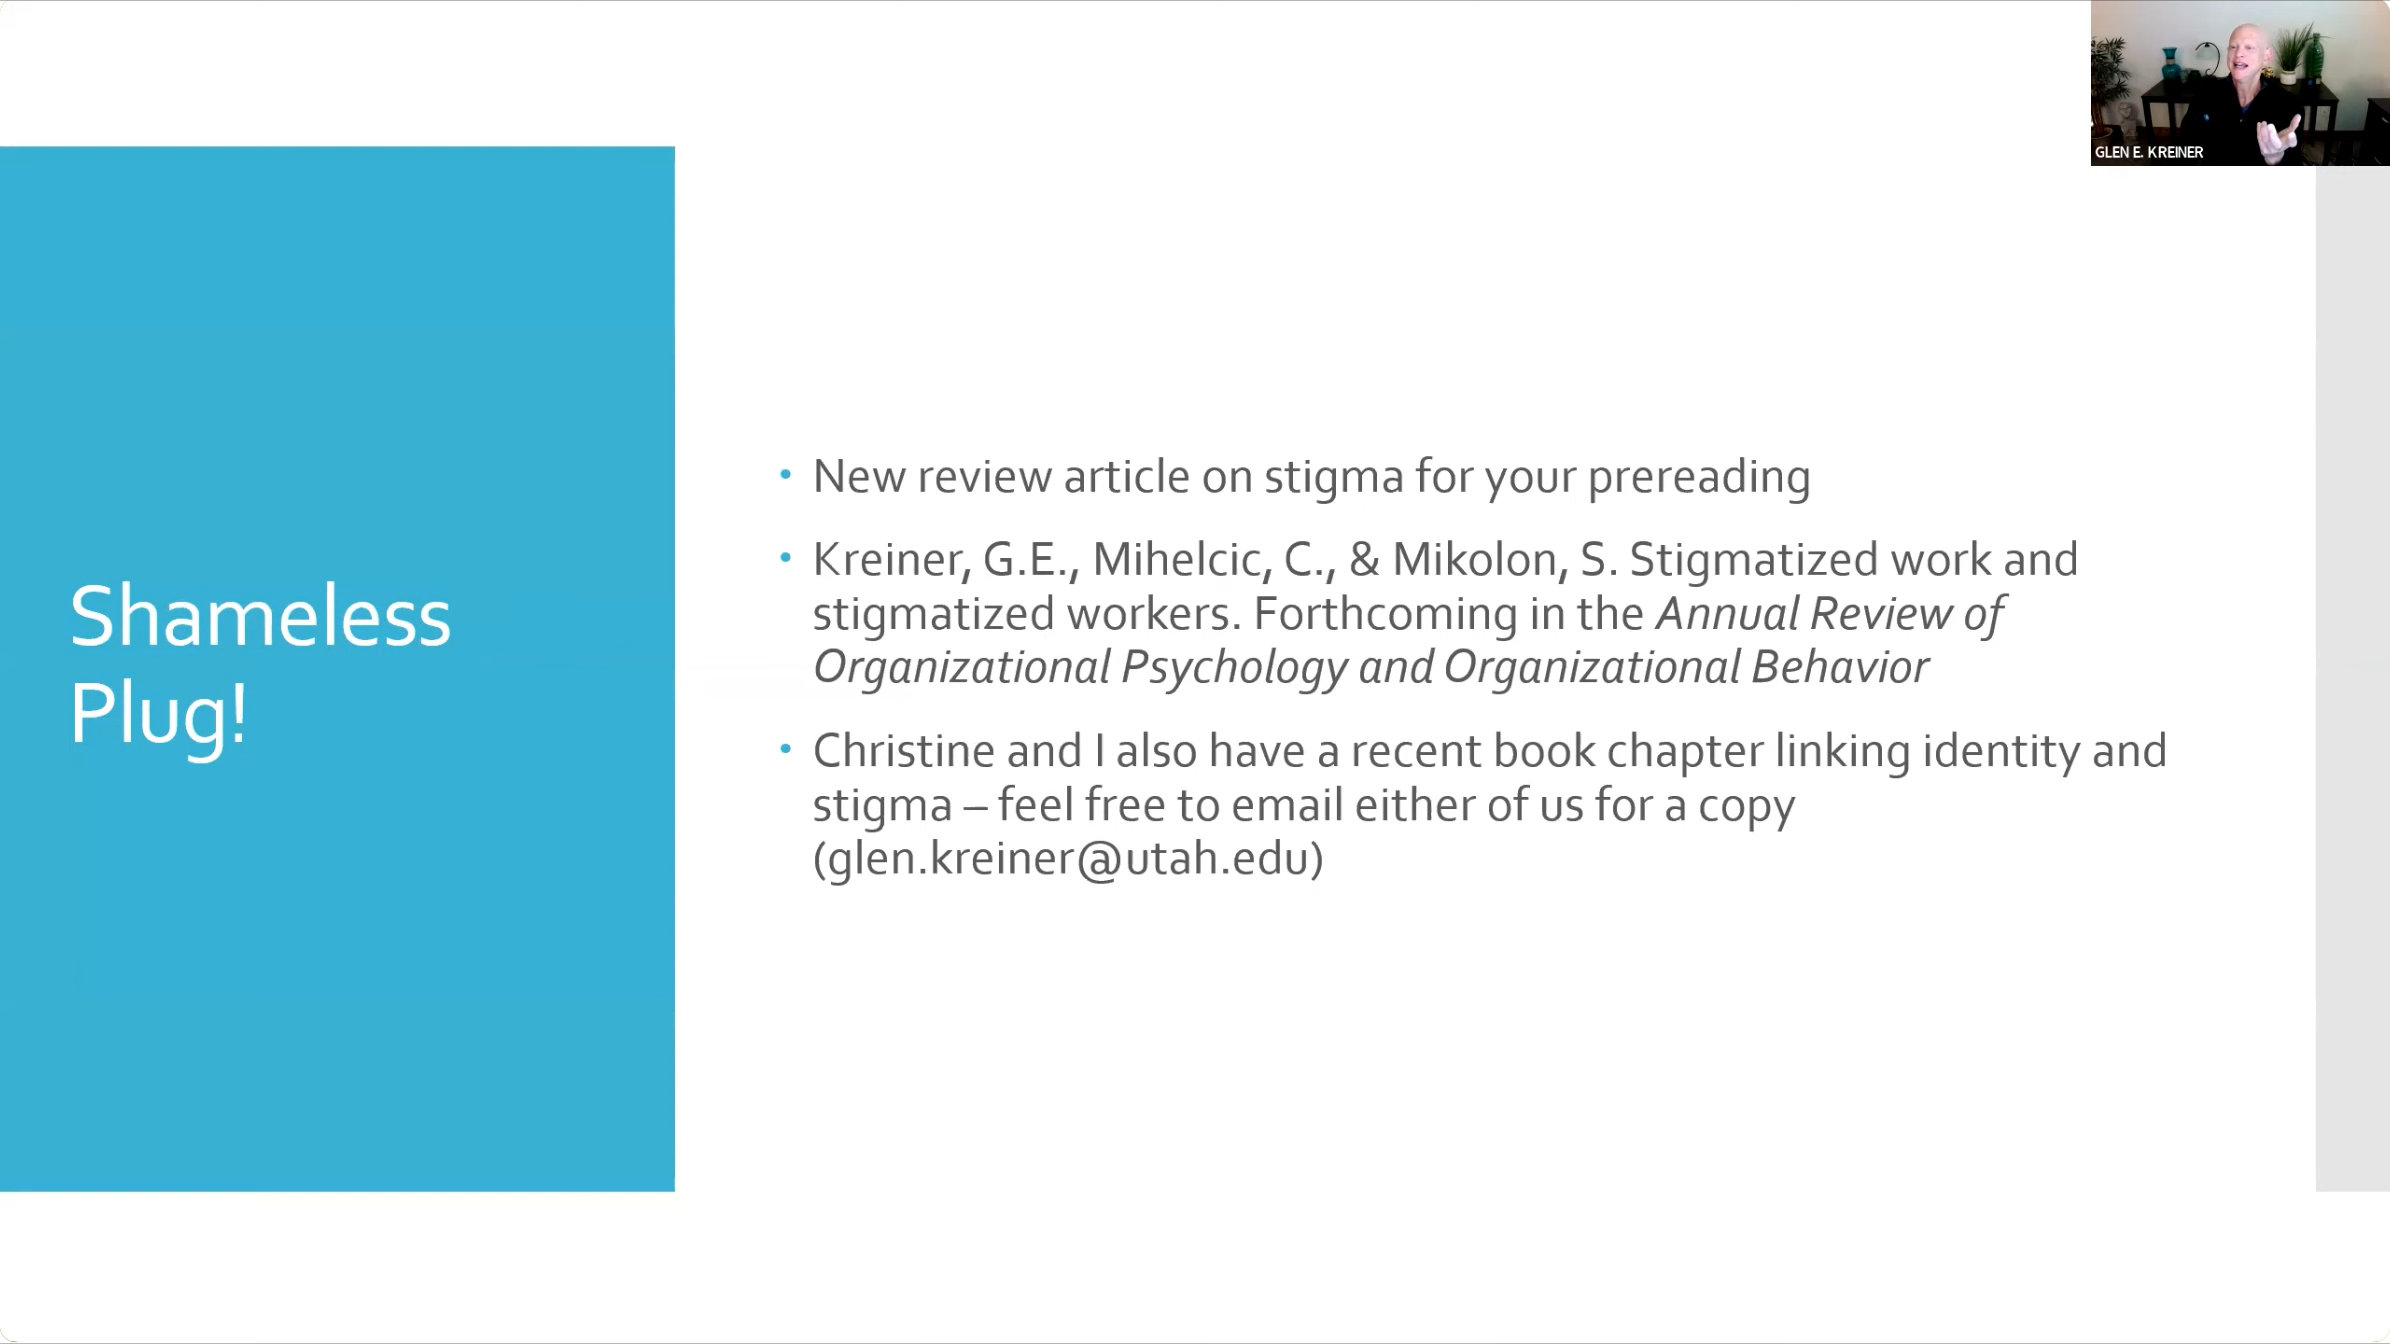 GLEN E. KREINER
Shameless
Plug!
• New review article on stigma for your prereading
• Kreiner, G.E., Mihelcic, C., & Mikolon, S. Stigmatized work and
stigmatized workers. Forthcoming in the Annual Review of
Organizational Psychology and Organizational Behavior
• Christine and I also have a recent book chapter linking identity and
stigma – feel free to email either of us for a copy
(glen.kreiner@utah.edu)